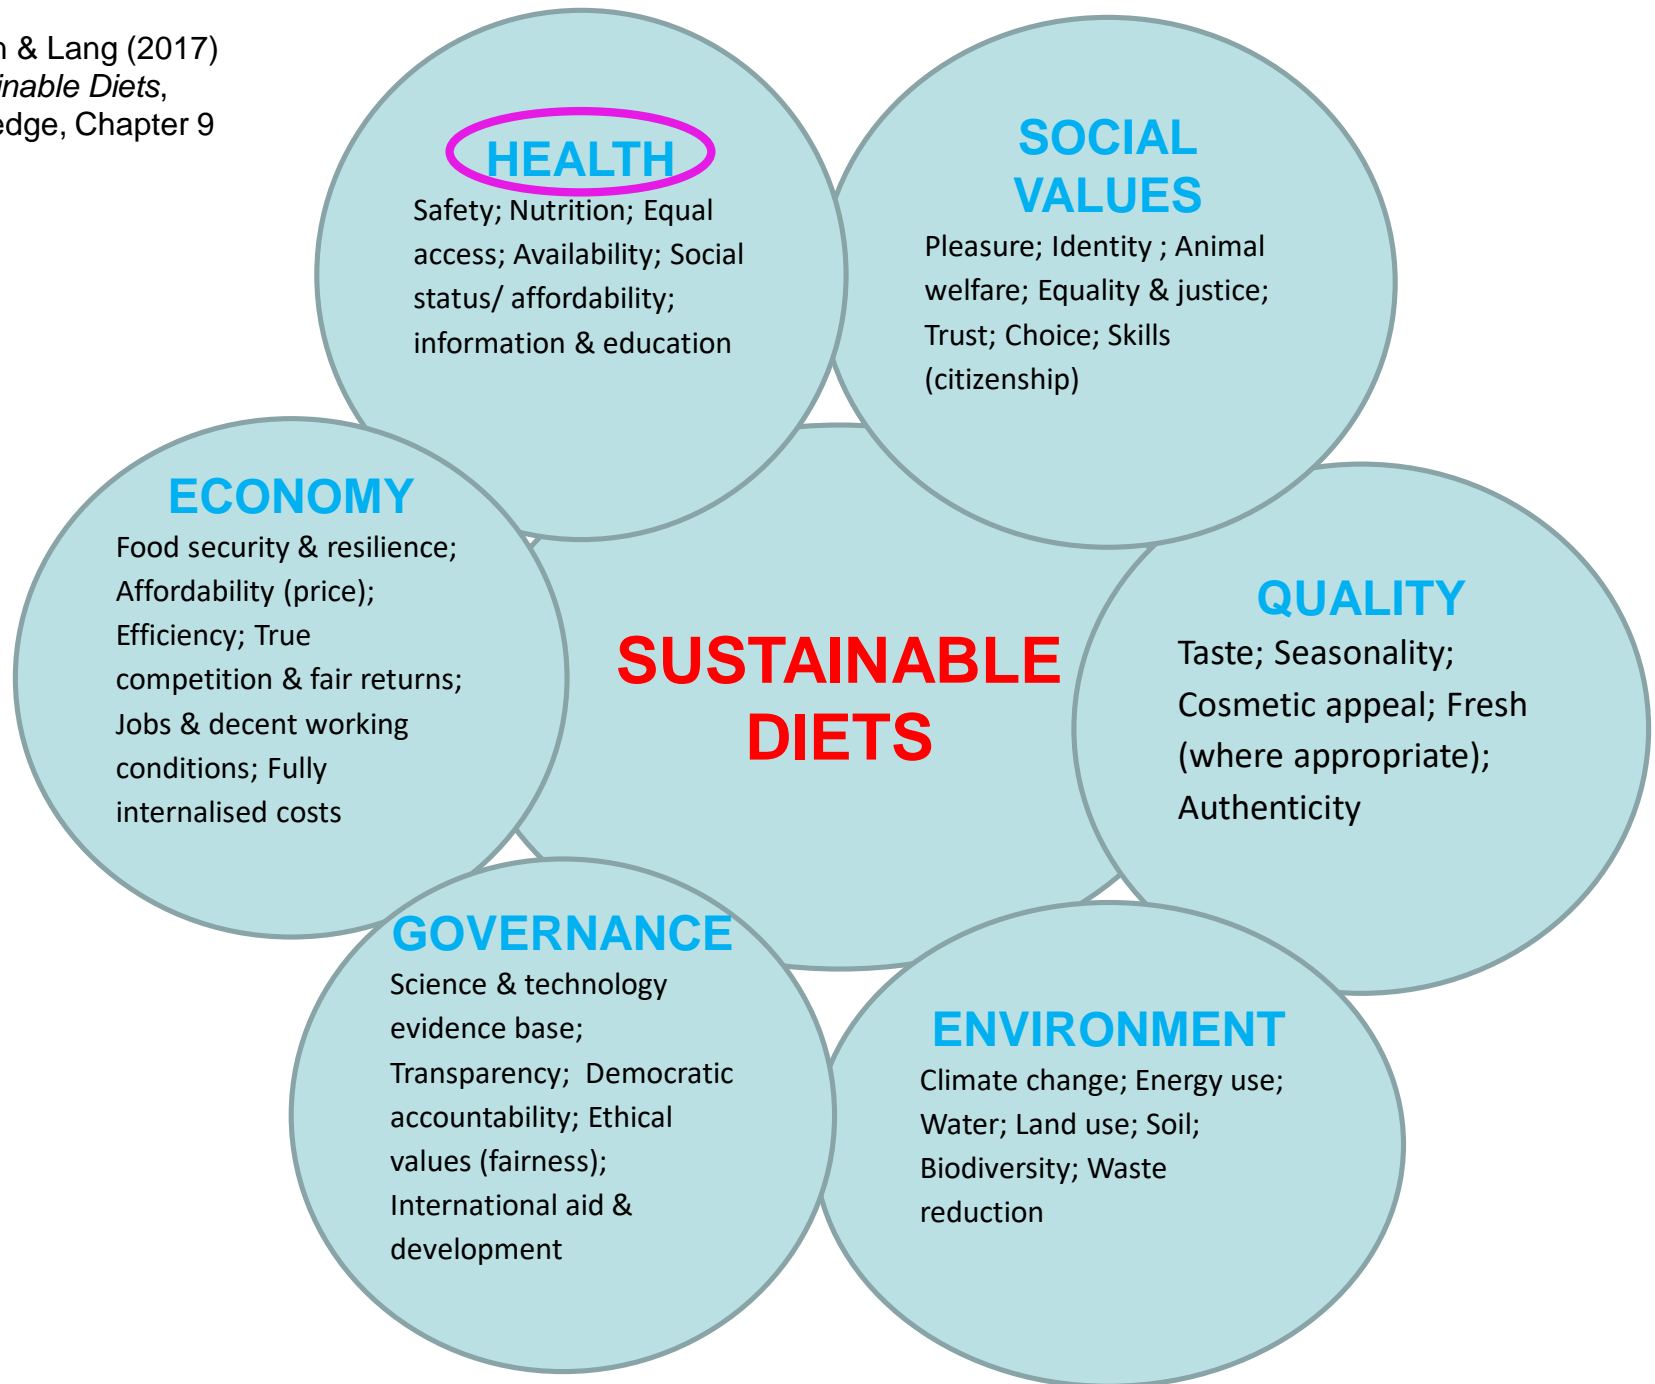 & Lang (2017)
Diets,
Chapter 9
HEALTH
Safety; Nutrition; Equal
access; Availability; Social
status/ affordability;
information & education
SOCIAL
VALUES
Pleasure; Identity ; Animal
welfare; Equality & justice;
Trust; Choice; Skills
(citizenship)
ECONOMY
Food security & resilience;
Affordability (price);
Efficiency; True
competition & fair returns;
Jobs & decent working
conditions; Fully
internalised costs
SUSTAINABLE
DIETS
QUALITY
Taste; Seasonality;
Cosmetic appeal; Fresh
(where appropriate);
Authenticity
GOVERNANCE
Science & technology
evidence base;
Transparency;  Democratic
accountability; Ethical
values (fairness);
International aid &
development
ENVIRONMENT
Climate change; Energy use;
Water; Land use; Soil;
Biodiversity; Waste
reduction